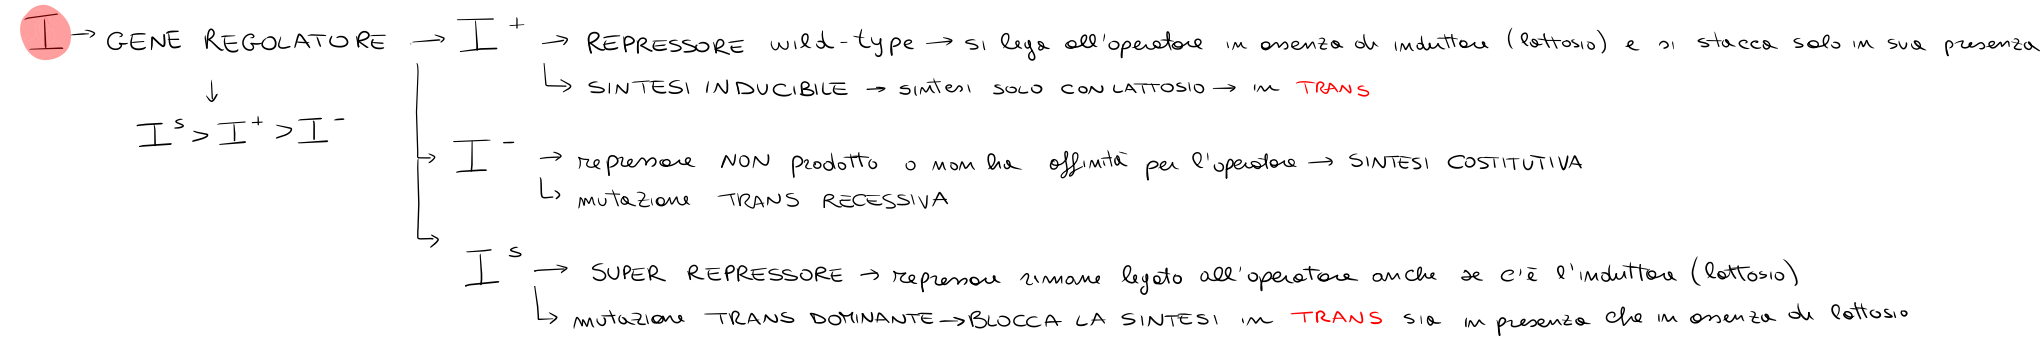 I → GENE REGOLATORE → I⁺ → REPRESSORE wild-type → si lega all'operatore in assenza di induttore (lattosio) e si stacca solo in sua presenza
↳ SINTESI INDUCIBILE → sintesi SOLO CON LATTOSIO → in TRANS
↓
Iˢ > I⁺ > I⁻
I⁻ → repressore NON prodotto o non ha affinità per l'operatore → SINTESI COSTITUTIVA
↳ mutazione TRANS RECESSIVA
Iˢ → SUPER REPRESSORE → repressore rimane legato all'operatore anche se c'è l'induttore (lattosio)
↳ mutazione TRANS DOMINANTE → BLOCCA LA SINTESI in TRANS sia in presenza che in assenza di lattosio